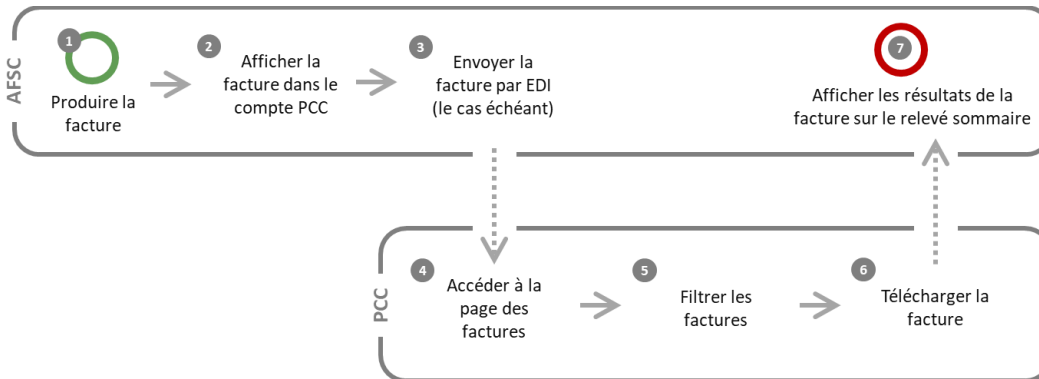 AFSC
1
Produire la
facture
2
Afficher la
facture dans le
compte PCC
3
Envoyer la
facture par EDI
(le cas échéant)
7
Afficher les résultats de la
facture sur le relevé sommaire
PCC
4
Accéder à la
page des
factures
5
Filtrer les
factures
6
Télécharger la
facture